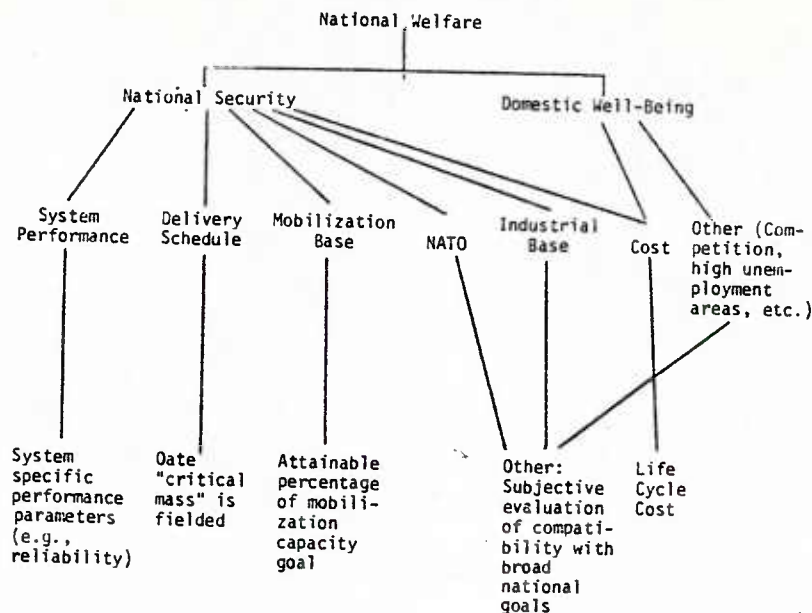 National Welfare
National Security
Domestic Well-Being
System
Performance
Delivery
Schedule
Mobilization
Base
NATO
Industrial
Base
Cost
Other (Com-
petition,
high unem-
ployment
areas, etc.)
System
specific
performance
parameters
(e.g.,
reliability)
Oate
"critical
mass" is
fielded
Attainable
percentage
of mobili-
zation
capacity
goal
Other:
Subjective
evaluation
of compati-
bility with
broad
national
goals
Life
Cycle
Cost